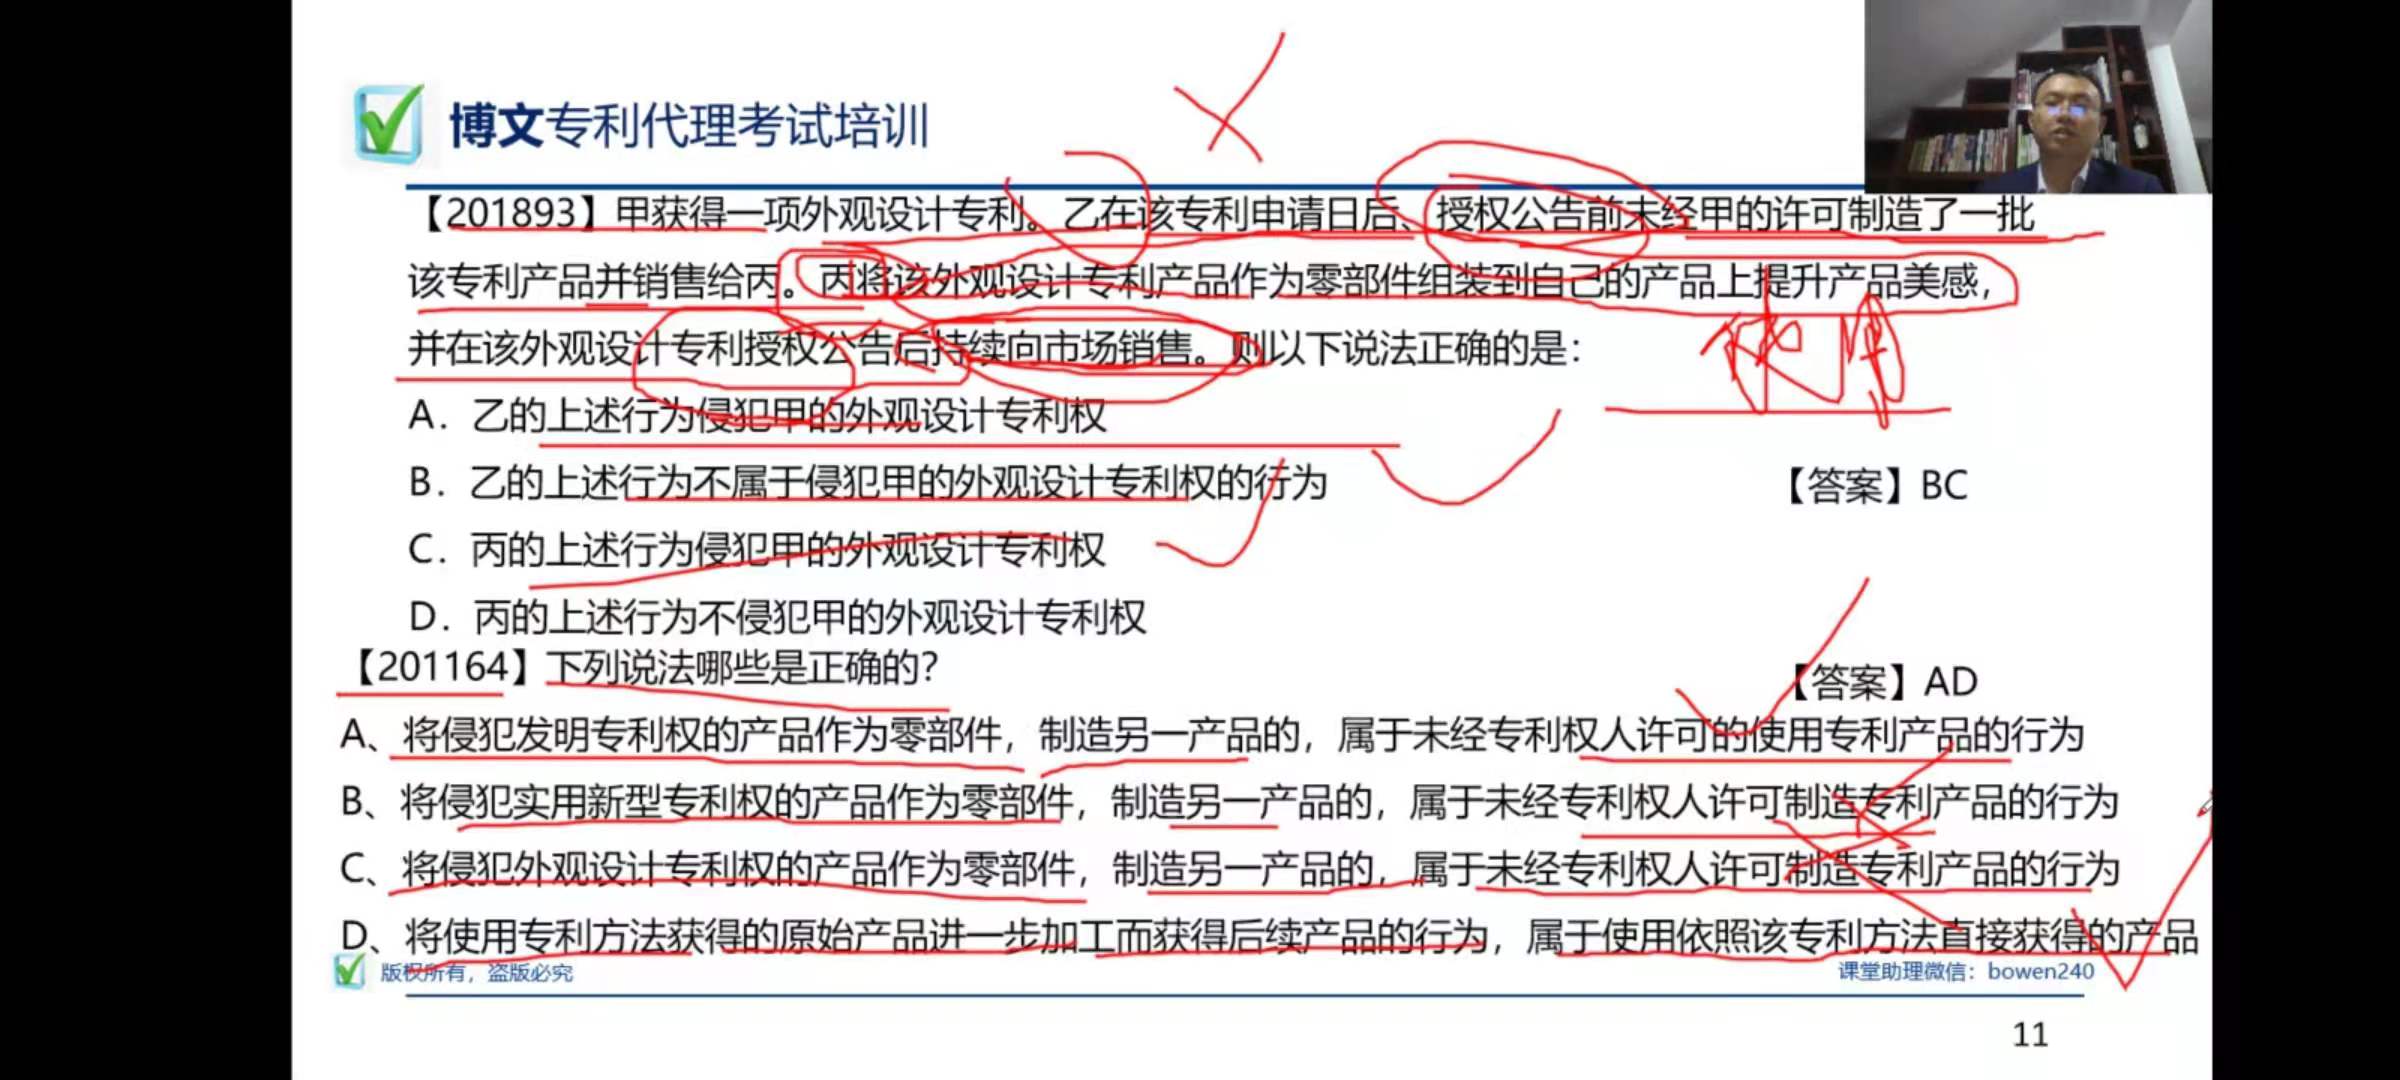 博文专利代理考试培训
【201893】甲获得一项外观设计专利。乙在该专利申请日后、授权公告前未经甲的许可制造了一批
该专利产品并销售给丙。丙将该外观设计专利产品作为零部件组装到自己的产品上提升产品美感，
并在该外观设计专利授权公告后持续向市场销售。则以下说法正确的是：
使用
A．乙的上述行为侵犯甲的外观设计专利权
B．乙的上述行为不属于侵犯甲的外观设计专利权的行为
【答案】BC
C．丙的上述行为侵犯甲的外观设计专利权
D．丙的上述行为不侵犯甲的外观设计专利权
【201164】下列说法哪些是正确的？
【答案】AD
A、将侵犯发明专利权的产品作为零部件，制造另一产品的，属于未经专利权人许可的使用专利产品的行为
B、将侵犯实用新型专利权的产品作为零部件，制造另一产品的，属于未经专利权人许可制造专利产品的行为
C、将侵犯外观设计专利权的产品作为零部件，制造另一产品的，属于未经专利权人许可制造专利产品的行为
D、将使用专利方法获得的原始产品进一步加工而获得后续产品的行为，属于使用依照该专利方法直接获得的产品
版权所有，盗版必究
课堂助理微信：bowen240
11